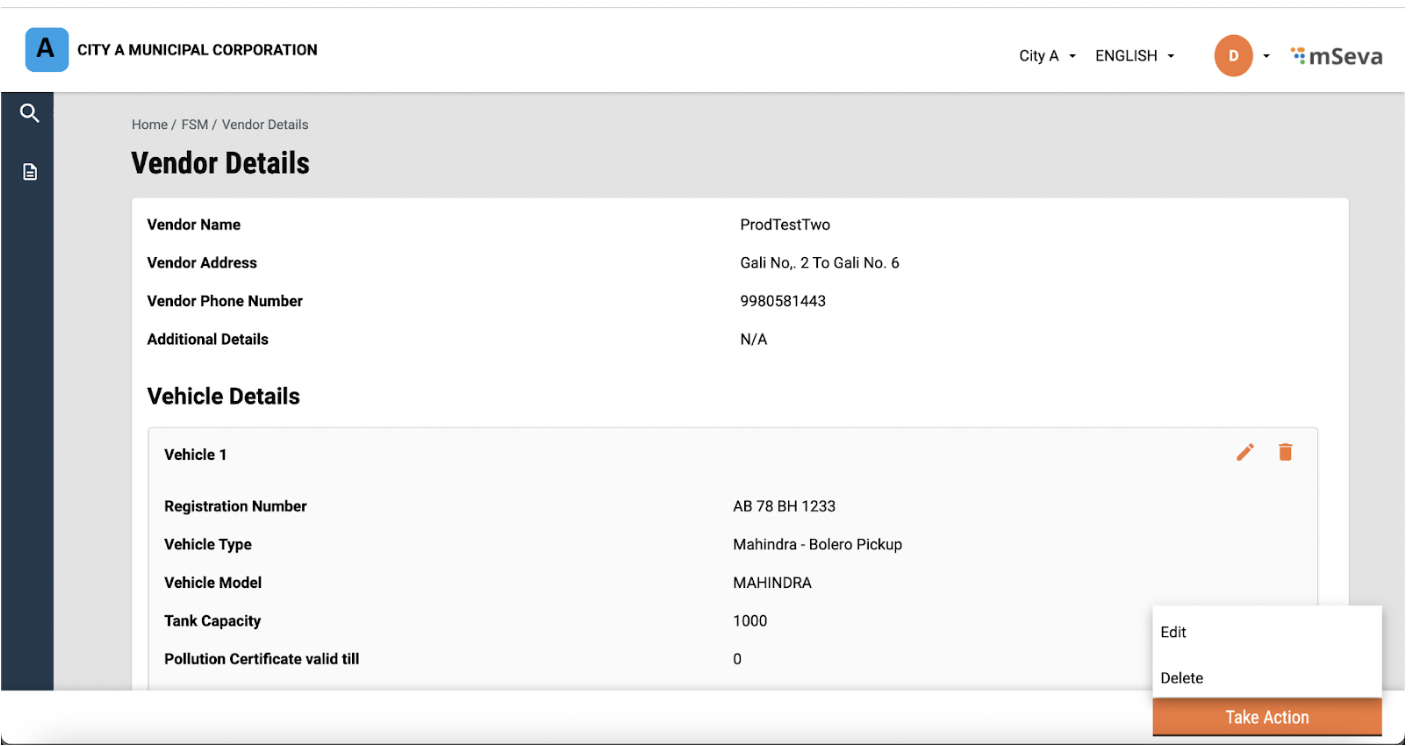 A CITY A MUNICIPAL CORPORATION City A ENGLISH D mSeva
Home / FSM / Vendor Details
Vendor Details
Vendor Name ProdTestTwo
Vendor Address Gali No,. 2 To Gali No. 6
Vendor Phone Number 9980581443
Additional Details N/A
Vehicle Details
Vehicle 1
Registration Number AB 78 BH 1233
Vehicle Type Mahindra - Bolero Pickup
Vehicle Model MAHINDRA
Tank Capacity 1000
Edit
Pollution Certificate valid till 0
Delete
Take Action